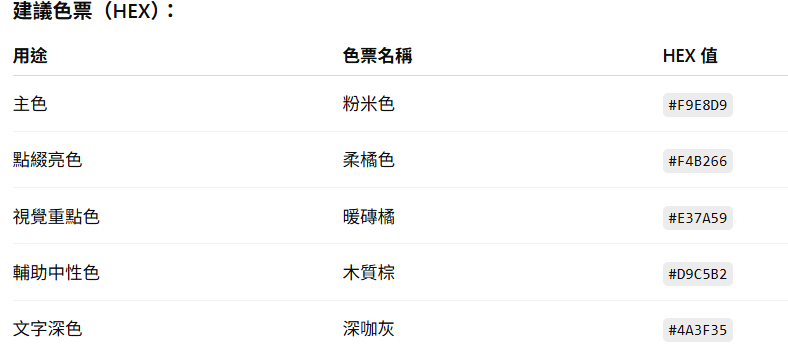 建議色票（HEX）：
用途 色票名稱 HEX 值
主色 粉米色 #F9E8D9
點綴亮色 柔橘色 #F4B266
視覺重點色 暖磚橘 #E37A59
輔助中性色 木質棕 #D9C5B2
文字深色 深咖灰 #4A3F35